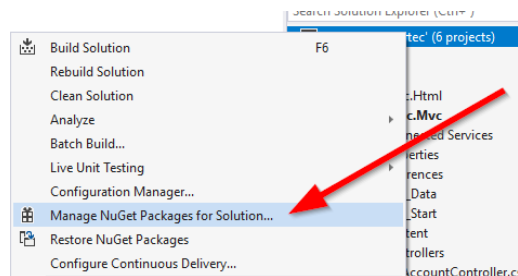 Search Solution Explorer (Ctrl+ )
rtec' (6 projects)
Build Solution F6
Rebuild Solution
Clean Solution
c.Html
Analyze
c.Mvc
Batch Build...
nected Services
Live Unit Testing
erties
Configuration Manager...
rences
_Data
Manage NuGet Packages for Solution...
_Start
Restore NuGet Packages
tent
trollers
Configure Continuous Delivery...
AccountController.c